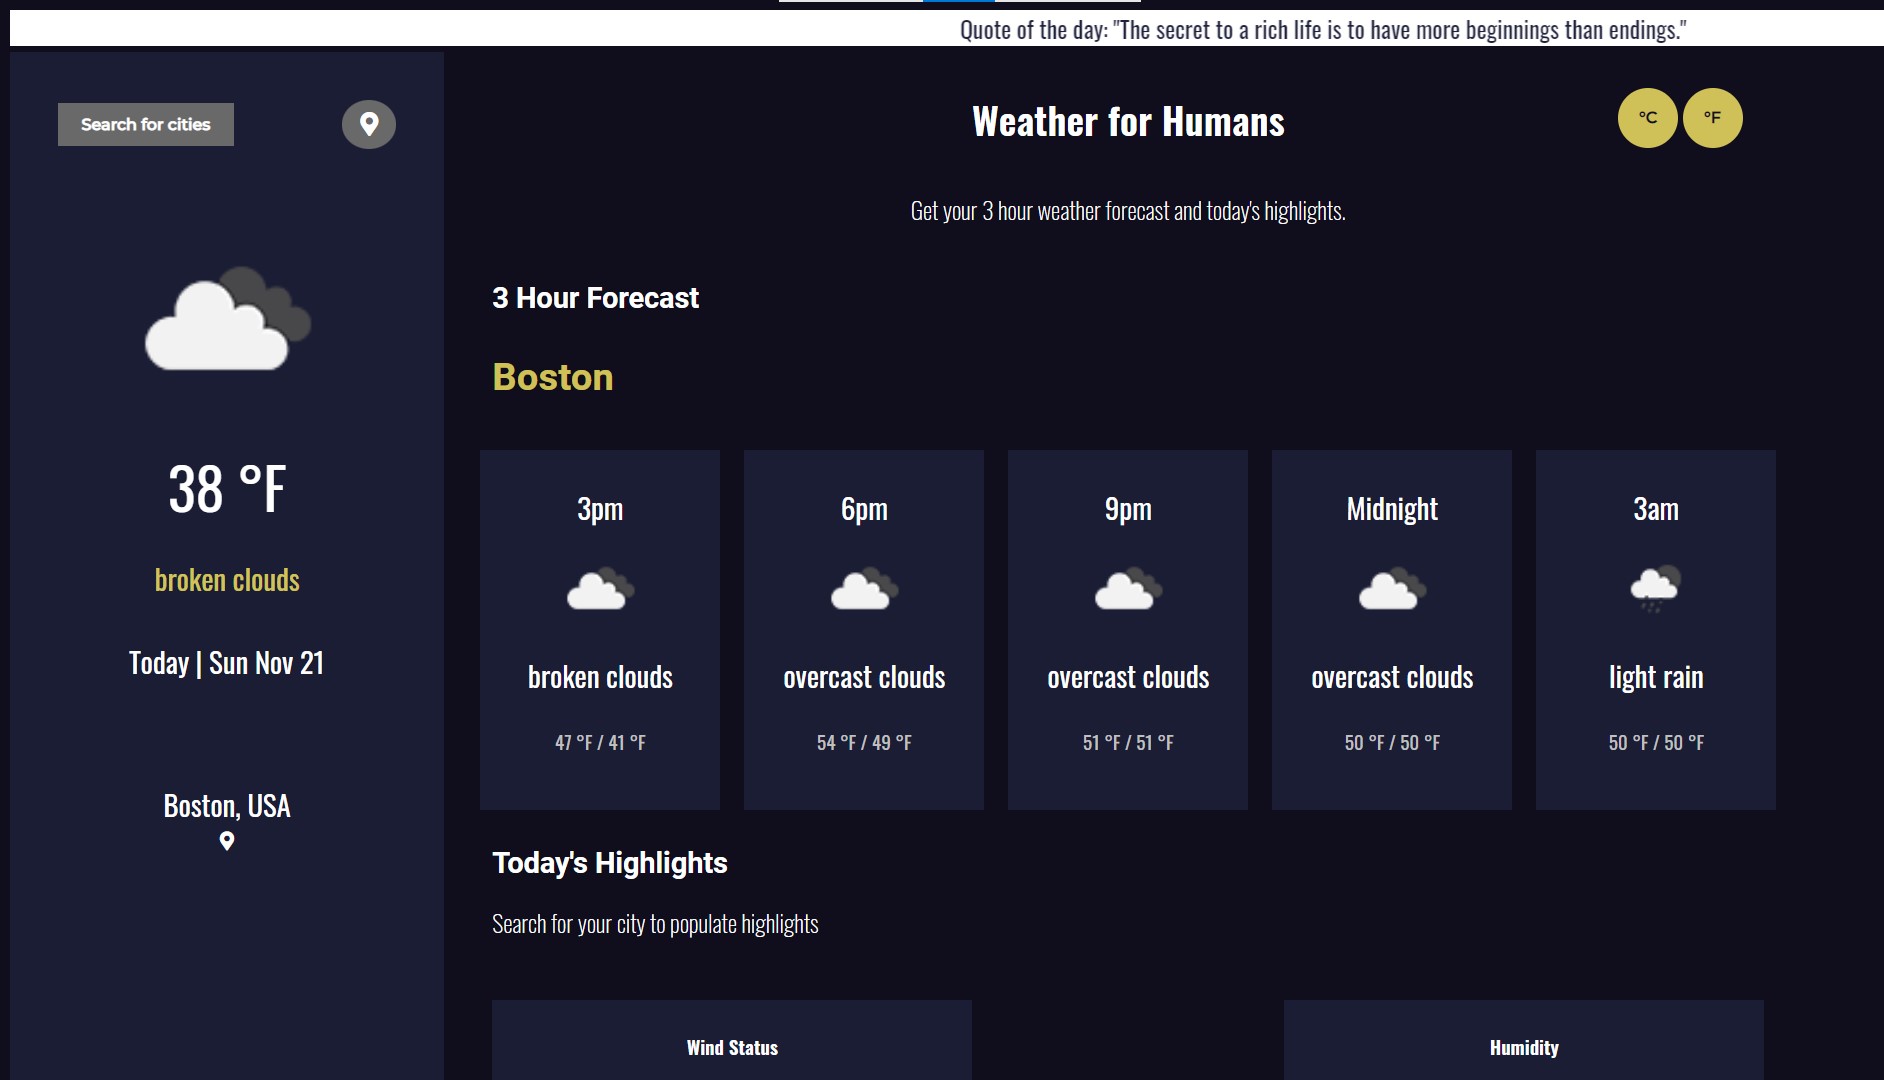 Quote of the day: "The secret to a rich life is to have more beginnings than endings."
Search for cities
Weather for Humans
°C
°F
Get your 3 hour weather forecast and today's highlights.
3 Hour Forecast
Boston
38 °F
broken clouds
Today | Sun Nov 21
Boston, USA
3pm
broken clouds
47 °F / 41 °F
6pm
overcast clouds
54 °F / 49 °F
9pm
overcast clouds
51 °F / 51 °F
Midnight
overcast clouds
50 °F / 50 °F
3am
light rain
50 °F / 50 °F
Today's Highlights
Search for your city to populate highlights
Wind Status
Humidity